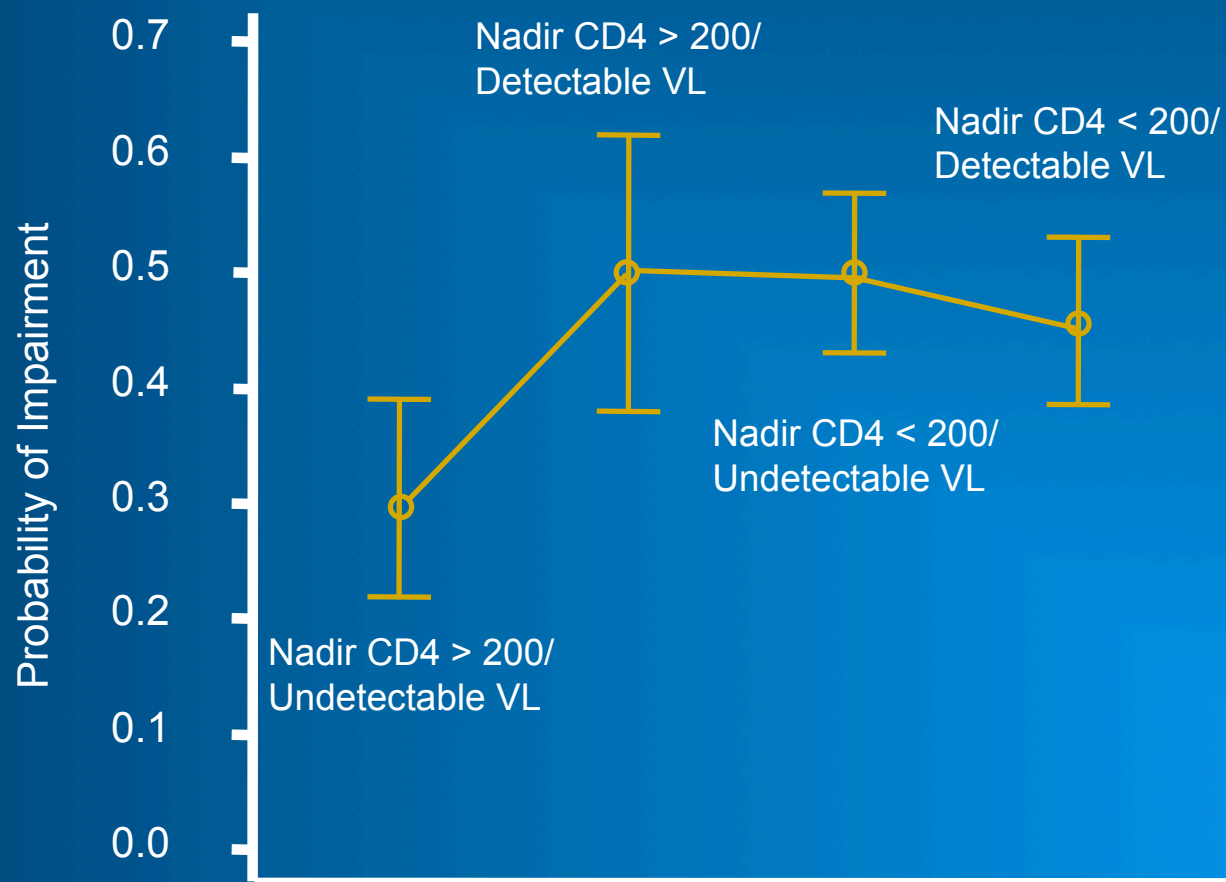 0.7
0.6
0.5
0.4
0.3
0.2
0.1
0.0
Probability of Impairment
Nadir CD4 > 200/
Detectable VL
Nadir CD4 < 200/
Detectable VL
Nadir CD4 < 200/
Undetectable VL
Nadir CD4 > 200/
Undetectable VL